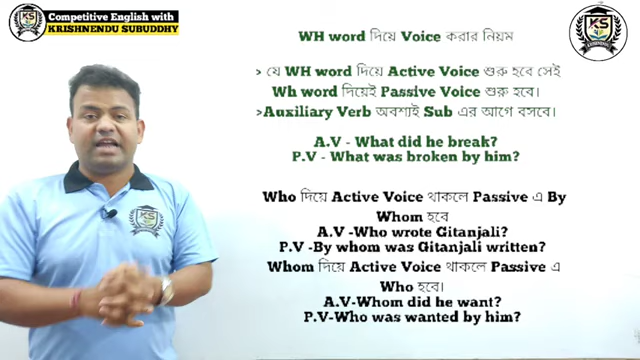 KS
Competitive English with
KRISHNENDU SUBUDDHY
WH word দিয়ে Voice করার নিয়ম
> যে WH word দিয়ে Active Voice শুরু হবে সেই
Wh word দিয়েই Passive Voice শুরু হবে।
>Auxiliary Verb অবশ্যই Sub এর আগে বসবে।
A.V - What did he break?
P.V - What was broken by him?
Who দিয়ে Active Voice থাকলে Passive এ By
Whom হবে
A.V -Who wrote Gitanjali?
P.V -By whom was Gitanjali written?
Whom দিয়ে Active Voice থাকলে Passive এ
Who হবে।
A.V-Whom did he want?
P.V-Who was wanted by him?
KS
KS